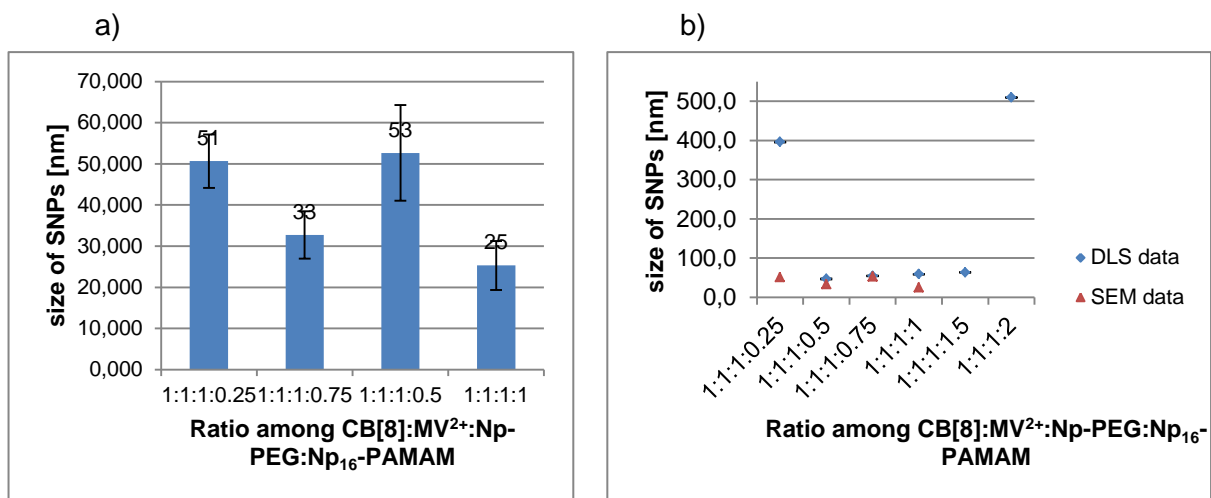 a)
size of SNPs [nm]
70,000
60,000
50,000
40,000
30,000
20,000
10,000
0,000
51
33
53
25
1:1:1:0.25
1:1:1:0.75
1:1:1:0.5
1:1:1:1
Ratio among CB[8]:MV²⁺:Np-
PEG:Np₁₆-PAMAM
b)
size of SNPs [nm]
500,0
400,0
300,0
200,0
100,0
0,0
1:1:1:0.25
1:1:1:0.5
1:1:1:0.75
1:1:1:1
1:1:1:1.5
1:1:1:2
DLS data
SEM data
Ratio among CB[8]:MV²⁺:Np-PEG:Np₁₆-
PAMAM